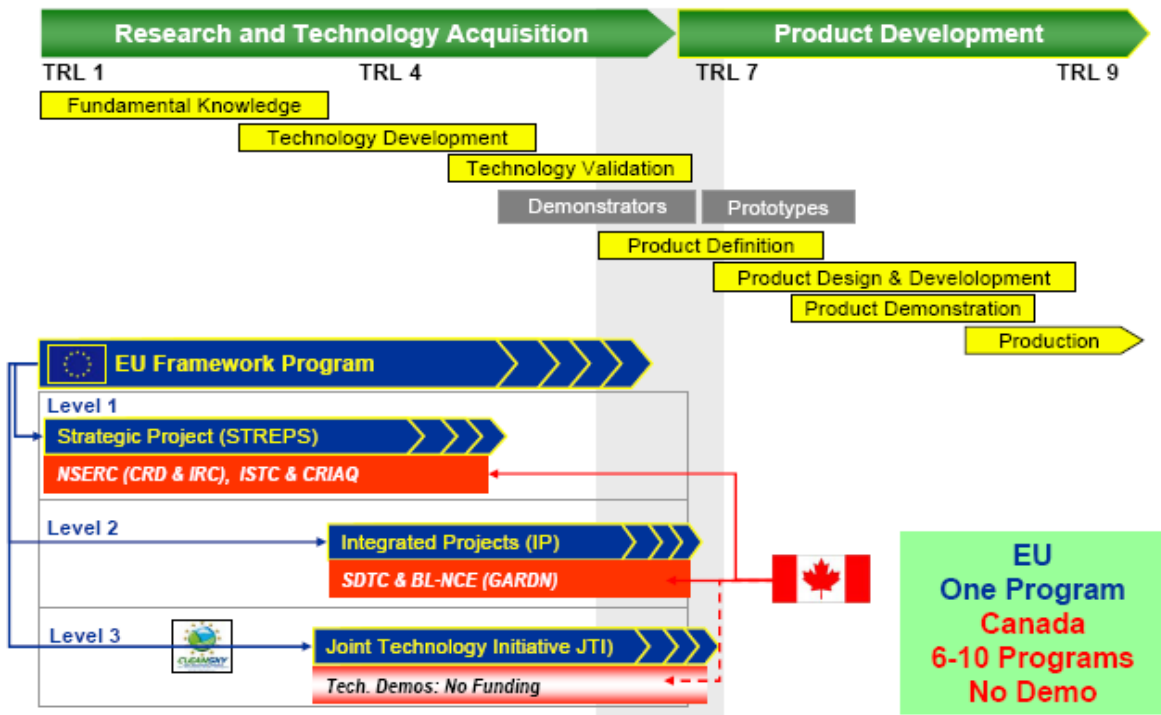 Research and Technology Acquisition
Product Development
TRL 1
TRL 4
TRL 7
TRL 9
Fundamental Knowledge
Technology Development
Technology Validation
Demonstrators
Prototypes
Product Definition
Product Design & Develolopment
Product Demonstration
Production
EU Framework Program
Level 1
Strategic Project (STREPS)
NSERC (CRD & IRC), ISTC & CRIAQ
Level 2
Integrated Projects (IP)
SDTC & BL-NCE (GARDN)
Level 3
CLEANSKY
Joint Technology Initiative JTI)
Tech. Demos: No Funding
EU
One Program
Canada
6-10 Programs
No Demo